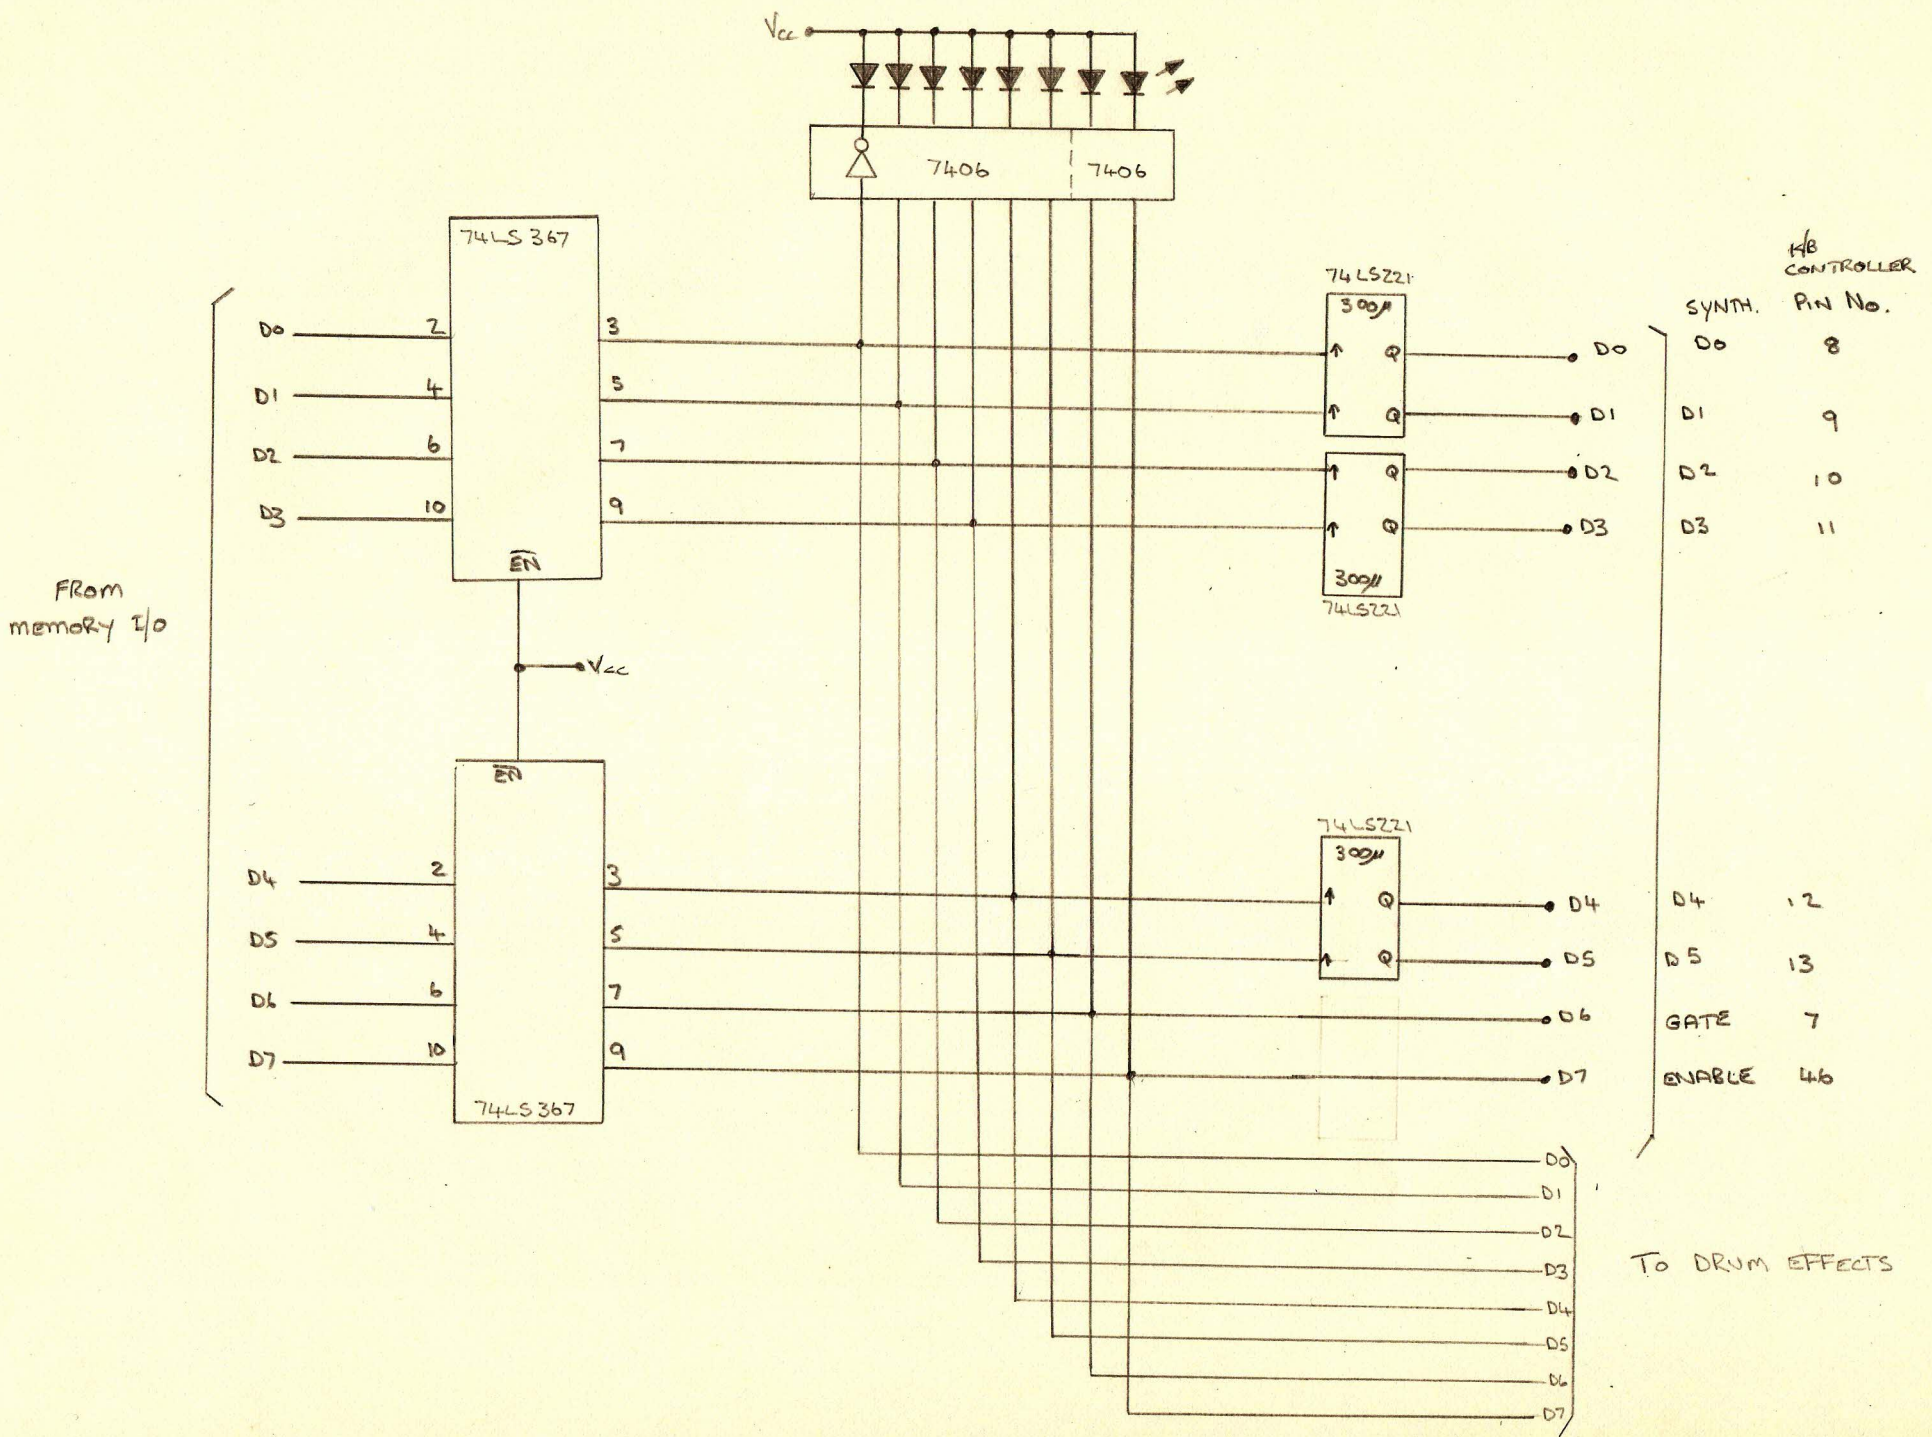 Vcc
7406
7406
74LS367
D0 2 3
D1 4 5
D2 6 7
D3 10 9
EN
FROM
MEMORY I/O
Vcc
EN
D4 2 3
D5 4 5
D6 6 7
D7 10 9
74LS367
74LS221
300µ
↑ Q D0
↑ Q D1
↑ Q D2
↑ Q D3
300µ
74LS221
74LS221
300µ
↑ Q D4
↑ Q D5
D6
D7
K/B
CONTROLLER
SYNTH. PIN No.
D0 8
D1 9
D2 10
D3 11
D4 12
D5 13
GATE 7
ENABLE 46
D0
D1
D2
D3
D4
D5
D6
D7
TO DRUM EFFECTS